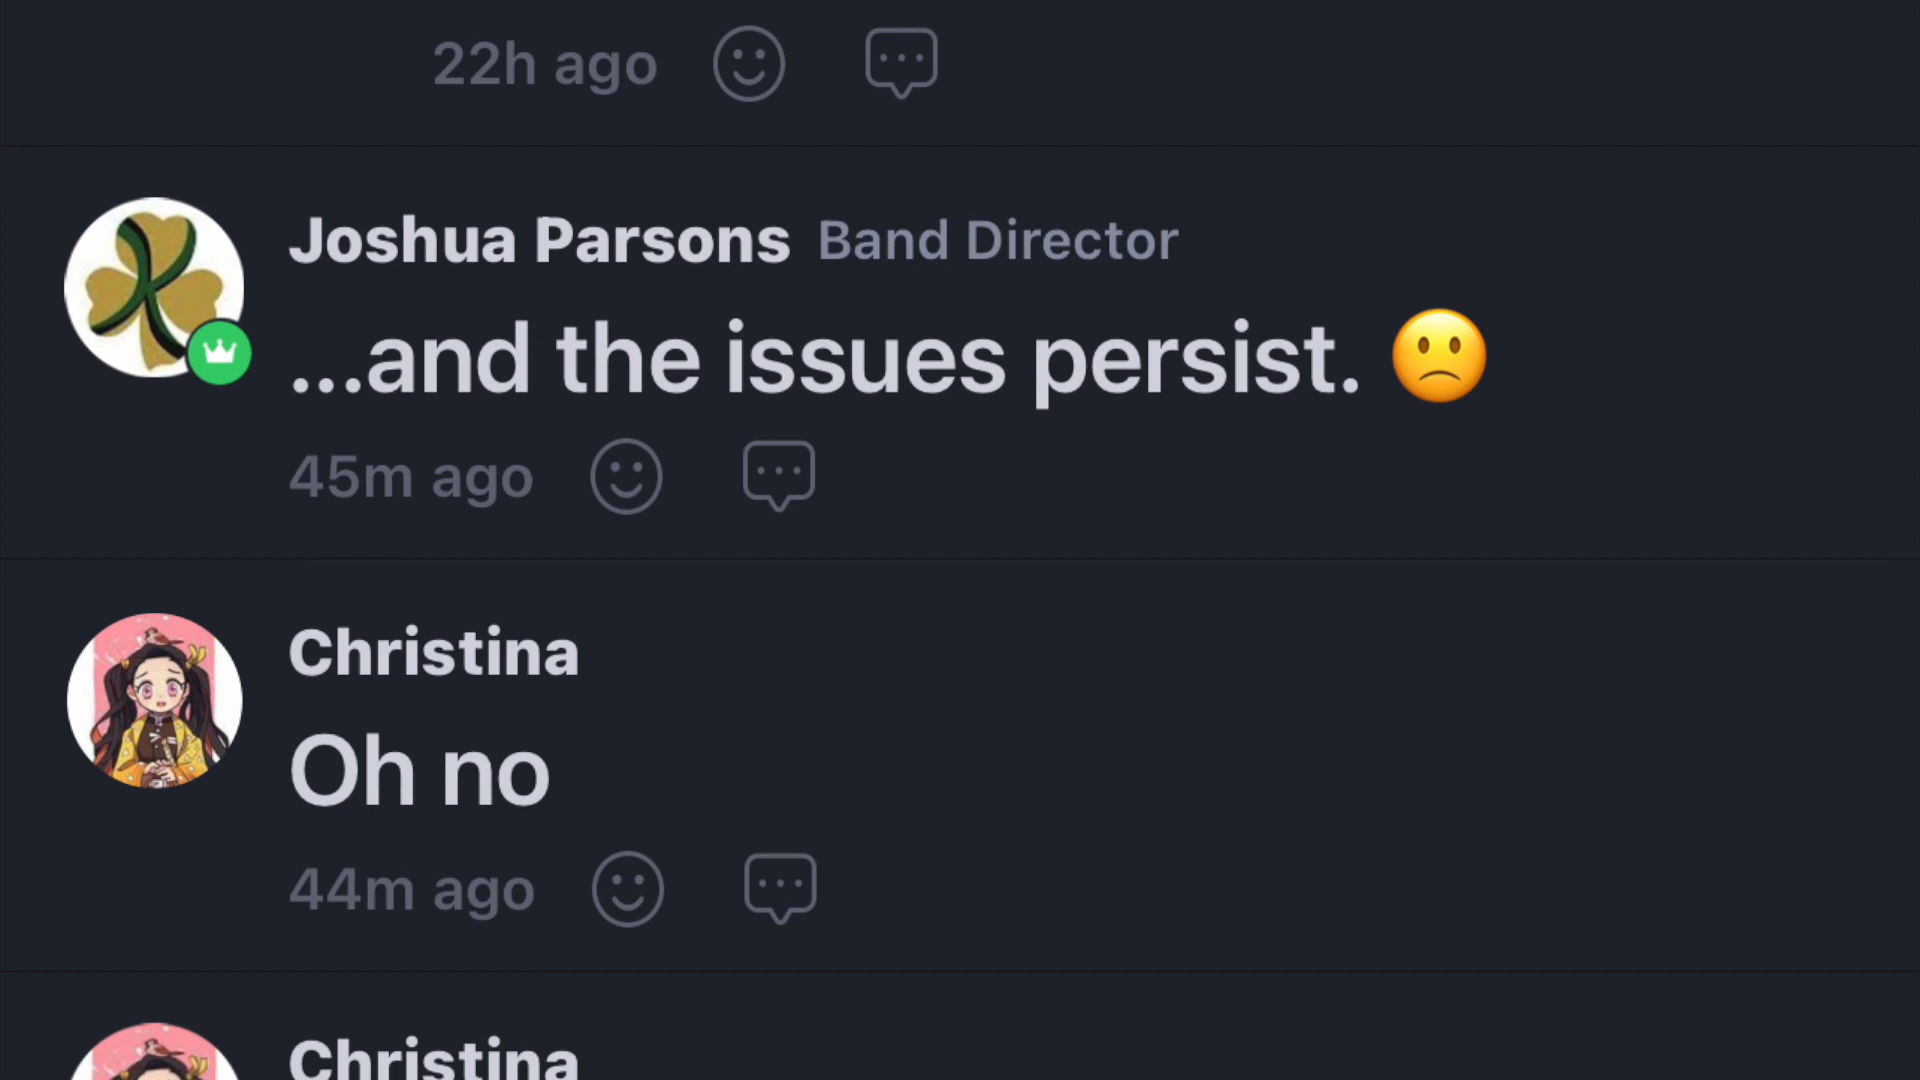 22h ago
Joshua Parsons Band Director
...and the issues persist. 🙁
45m ago
Christina
Oh no
44m ago
Christina